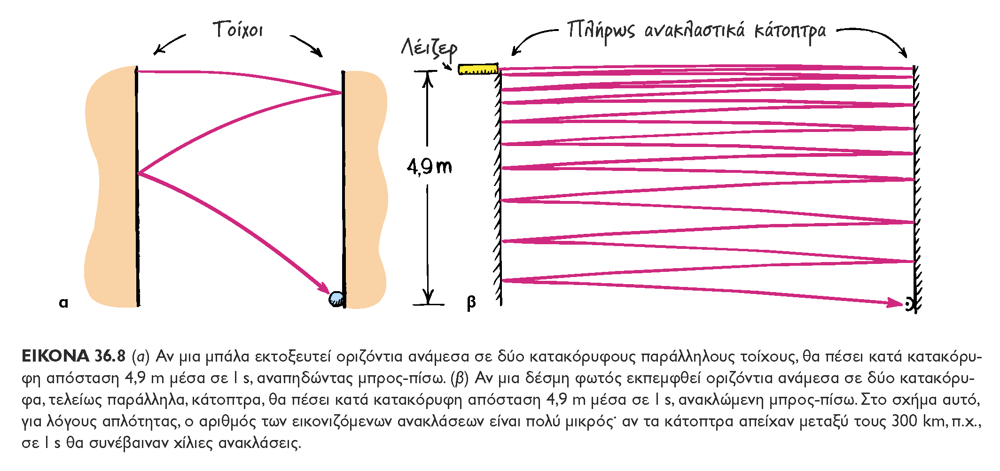 Τοίχοι
Λέιζερ
Πλήρως ανακλαστικά κάτοπτρα
4,9 m
α
β
ΕΙΚΟΝΑ 36.8 (α) Αν μια μπάλα εκτοξευτεί οριζόντια ανάμεσα σε δύο κατακόρυφους παράλληλους τοίχους, θα πέσει κατά κατακόρυ-
φη απόσταση 4,9 m μέσα σε 1 s, αναπηδώντας μπρος-πίσω. (β) Αν μια δέσμη φωτός εκπεμφθεί οριζόντια ανάμεσα σε δύο κατακόρυ-
φα, τελείως παράλληλα, κάτοπτρα, θα πέσει κατά κατακόρυφη απόσταση 4,9 m μέσα σε 1 s, ανακλώμενη μπρος-πίσω. Στο σχήμα αυτό,
για λόγους απλότητας, ο αριθμός των εικονιζόμενων ανακλάσεων είναι πολύ μικρός· αν τα κάτοπτρα απείχαν μεταξύ τους 300 km, π.χ.,
σε 1 s θα συνέβαιναν χίλιες ανακλάσεις.